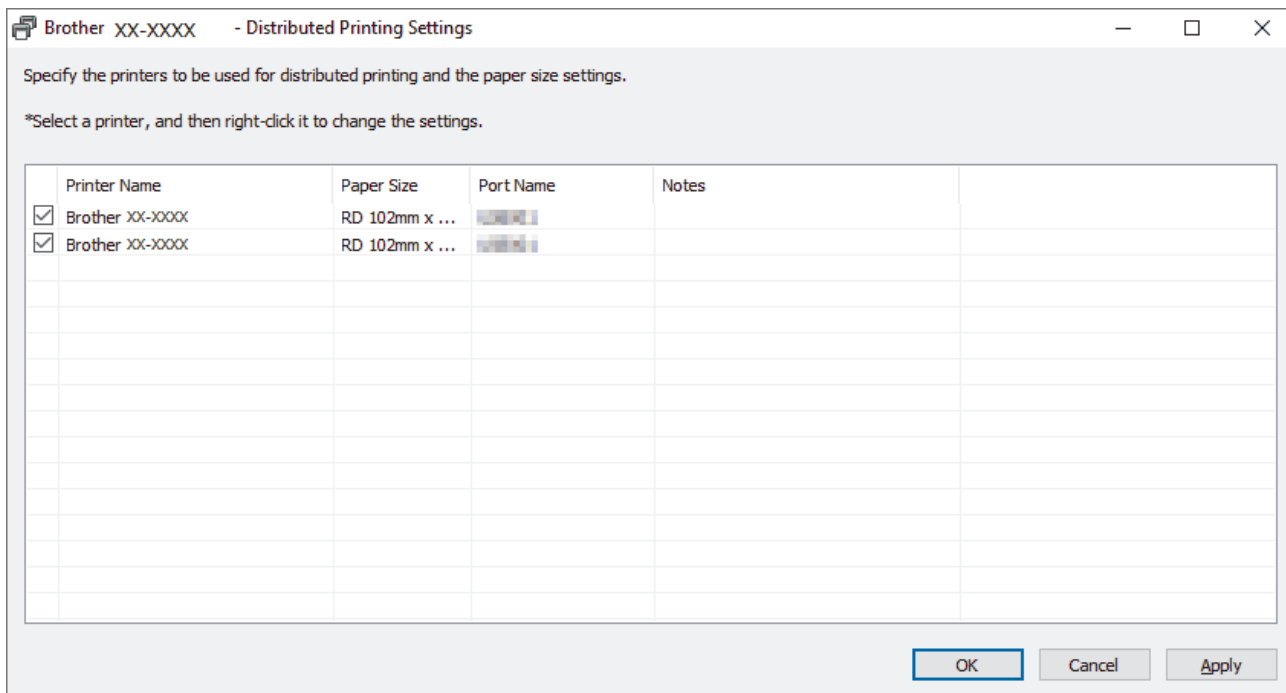 Brother XX-XXXX - Distributed Printing Settings
Specify the printers to be used for distributed printing and the paper size settings.
*Select a printer, and then right-click it to change the settings.
Printer Name Paper Size Port Name Notes
Brother XX-XXXX RD 102mm x ...
Brother XX-XXXX RD 102mm x ...
OK Cancel Apply